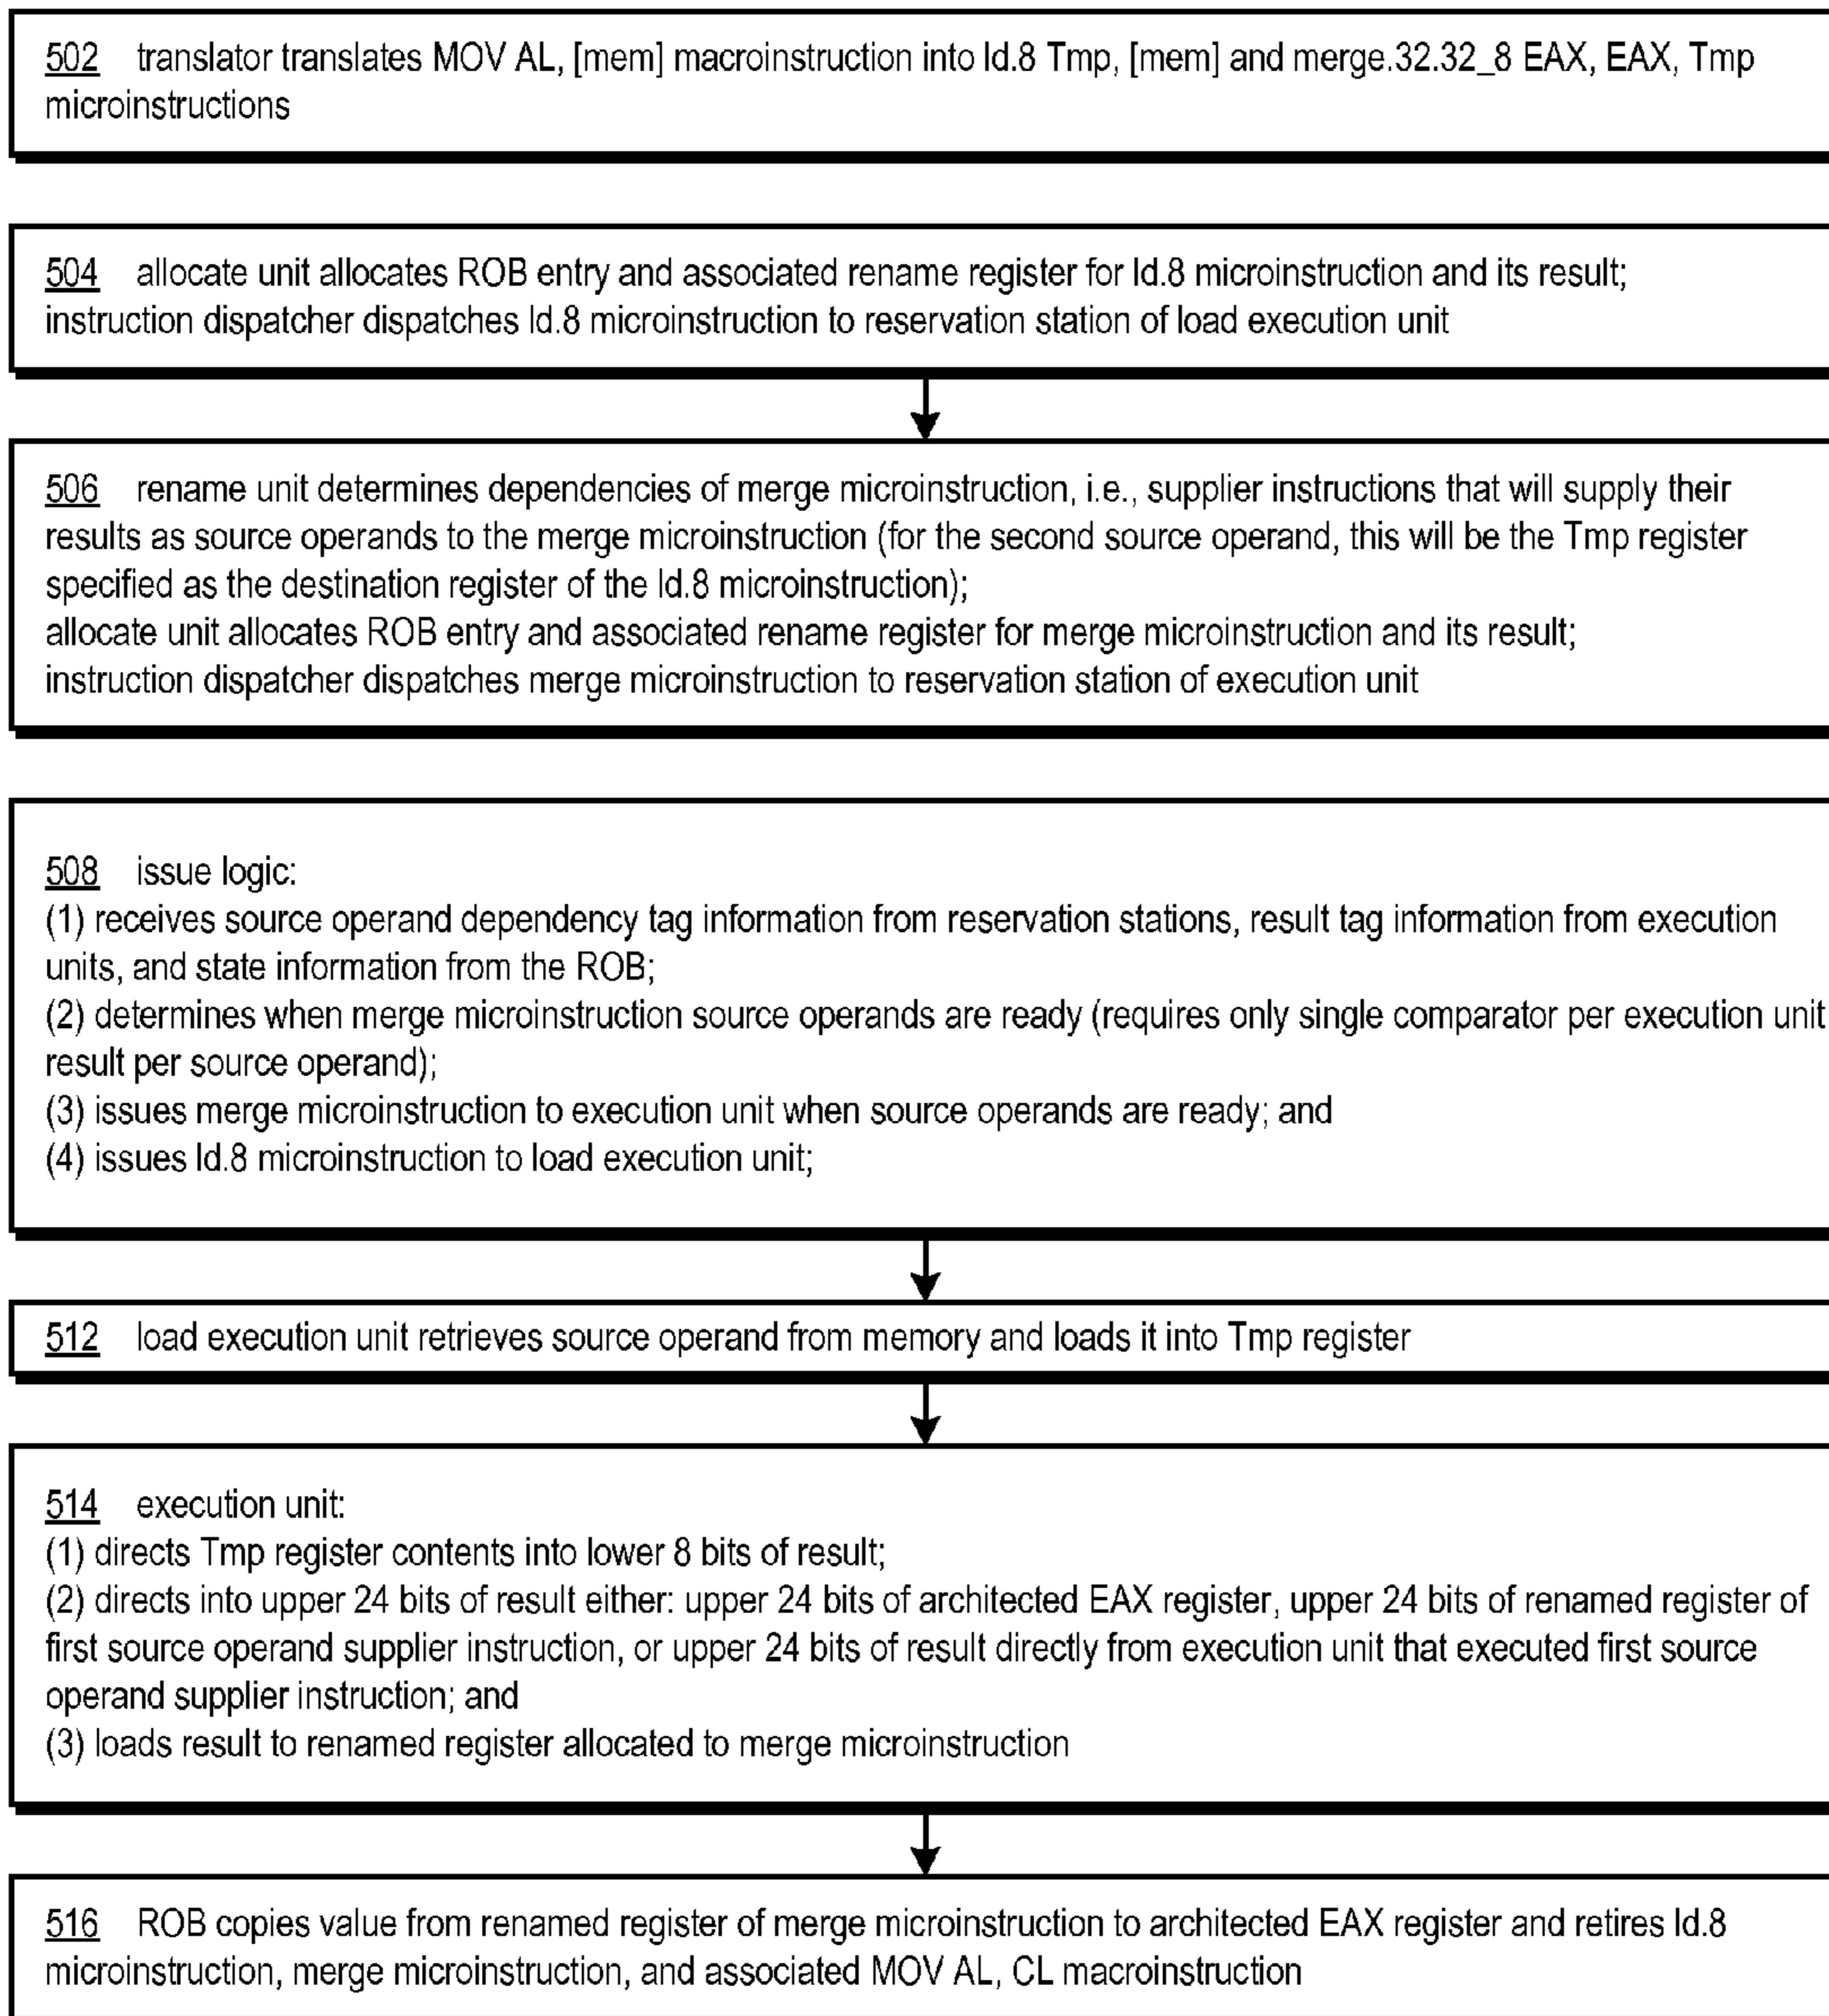 502 translator translates MOV AL, [mem] macroinstruction into ld.8 Tmp, [mem] and merge.32.32_8 EAX, EAX, Tmp
microinstructions
504 allocate unit allocates ROB entry and associated rename register for ld.8 microinstruction and its result;
instruction dispatcher dispatches ld.8 microinstruction to reservation station of load execution unit
506 rename unit determines dependencies of merge microinstruction, i.e., supplier instructions that will supply their
results as source operands to the merge microinstruction (for the second source operand, this will be the Tmp register
specified as the destination register of the ld.8 microinstruction);
allocate unit allocates ROB entry and associated rename register for merge microinstruction and its result;
instruction dispatcher dispatches merge microinstruction to reservation station of execution unit
508 issue logic:
(1) receives source operand dependency tag information from reservation stations, result tag information from execution
units, and state information from the ROB;
(2) determines when merge microinstruction source operands are ready (requires only single comparator per execution unit
result per source operand);
(3) issues merge microinstruction to execution unit when source operands are ready; and
(4) issues ld.8 microinstruction to load execution unit;
512 load execution unit retrieves source operand from memory and loads it into Tmp register
514 execution unit:
(1) directs Tmp register contents into lower 8 bits of result;
(2) directs into upper 24 bits of result either: upper 24 bits of architected EAX register, upper 24 bits of renamed register of
first source operand supplier instruction, or upper 24 bits of result directly from execution unit that executed first source
operand supplier instruction; and
(3) loads result to renamed register allocated to merge microinstruction
516 ROB copies value from renamed register of merge microinstruction to architected EAX register and retires ld.8
microinstruction, merge microinstruction, and associated MOV AL, CL macroinstruction